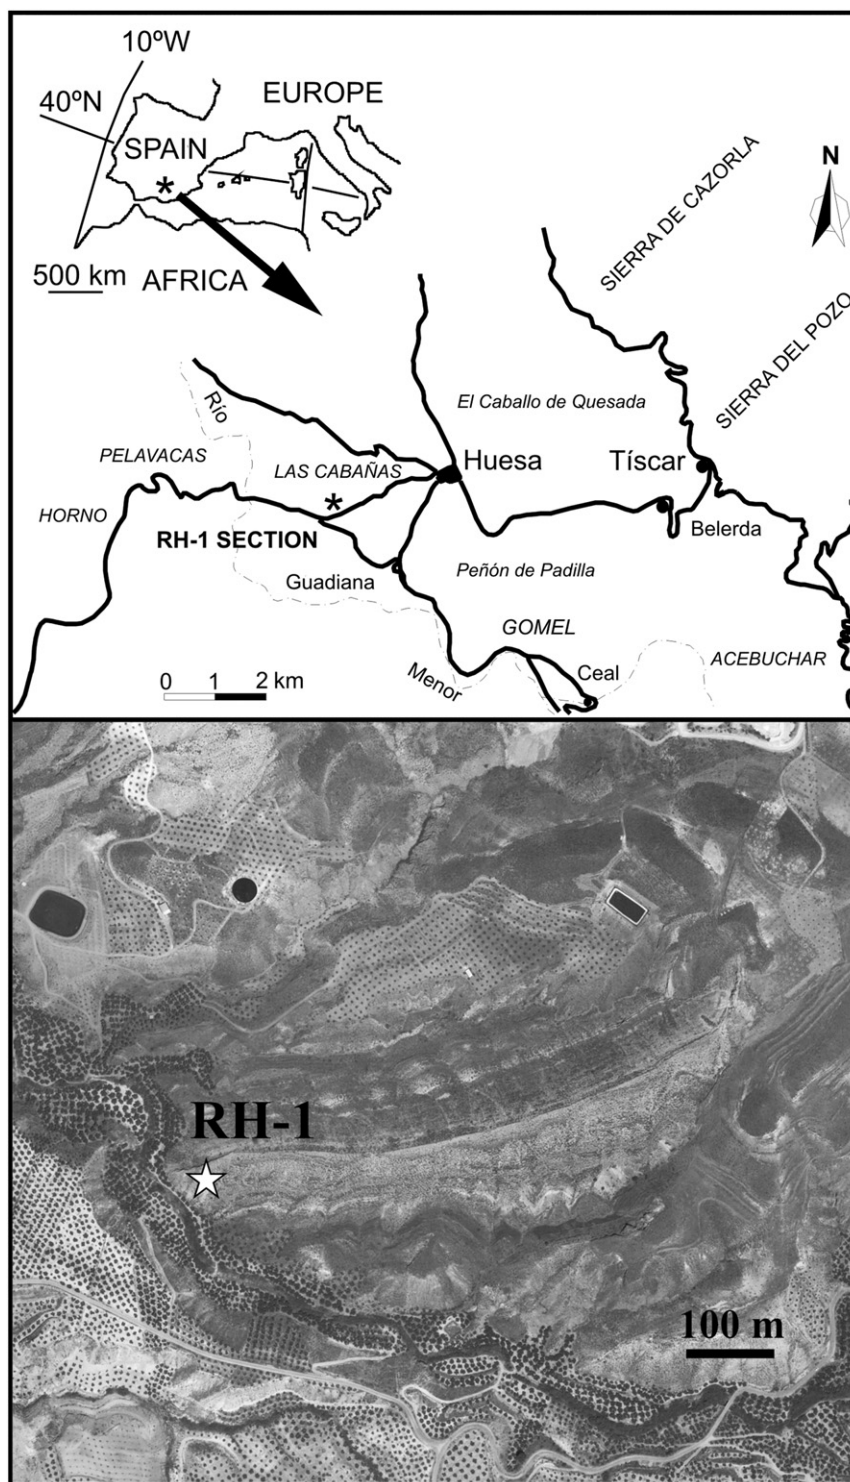 10ºW
40ºN
EUROPE
SPAIN
*
500 km
AFRICA
N
SIERRA DE CAZORLA
SIERRA DEL POZO
Río
El Caballo de Quesada
PELAVACAS
LAS CABAÑAS
Huesa
Tíscar
*
HORNO
RH-1 SECTION
Belerda
Guadiana
Peñón de Padilla
GOMEL
Menor
Ceal
ACEBUCHAR
0 1 2 km
RH-1
100 m